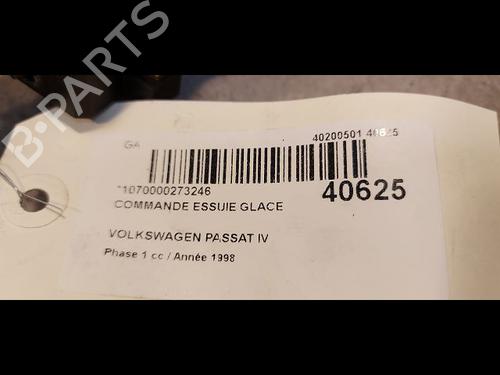 B-PARTS
GA
40200501 40625
*1070000273246
40625
COMMANDE ESSUIE GLACE
VOLKSWAGEN PASSAT IV
Phase 1 cc / Année 1998